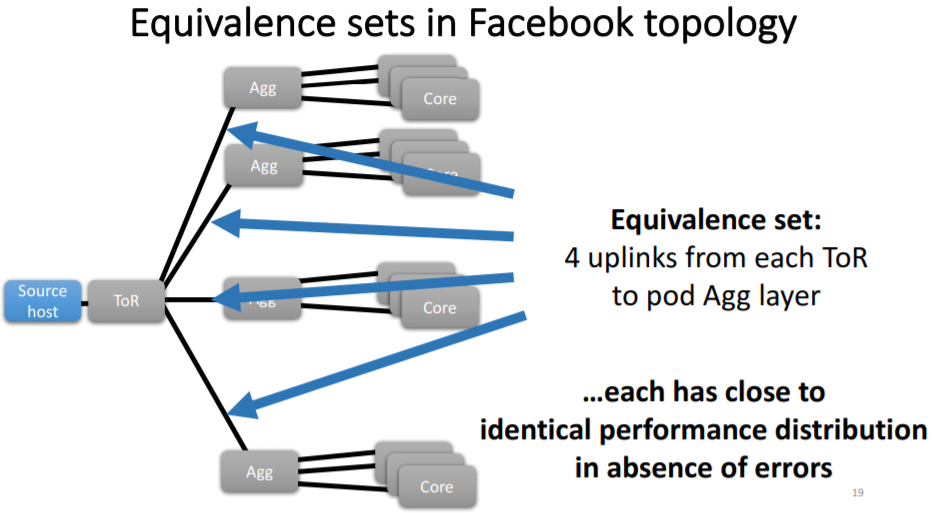 Equivalence sets in Facebook topology
Agg
Core
Agg
Source
host
ToR
Core
Agg
Core
Equivalence set:
4 uplinks from each ToR
to pod Agg layer
…each has close to
identical performance distribution
in absence of errors
19